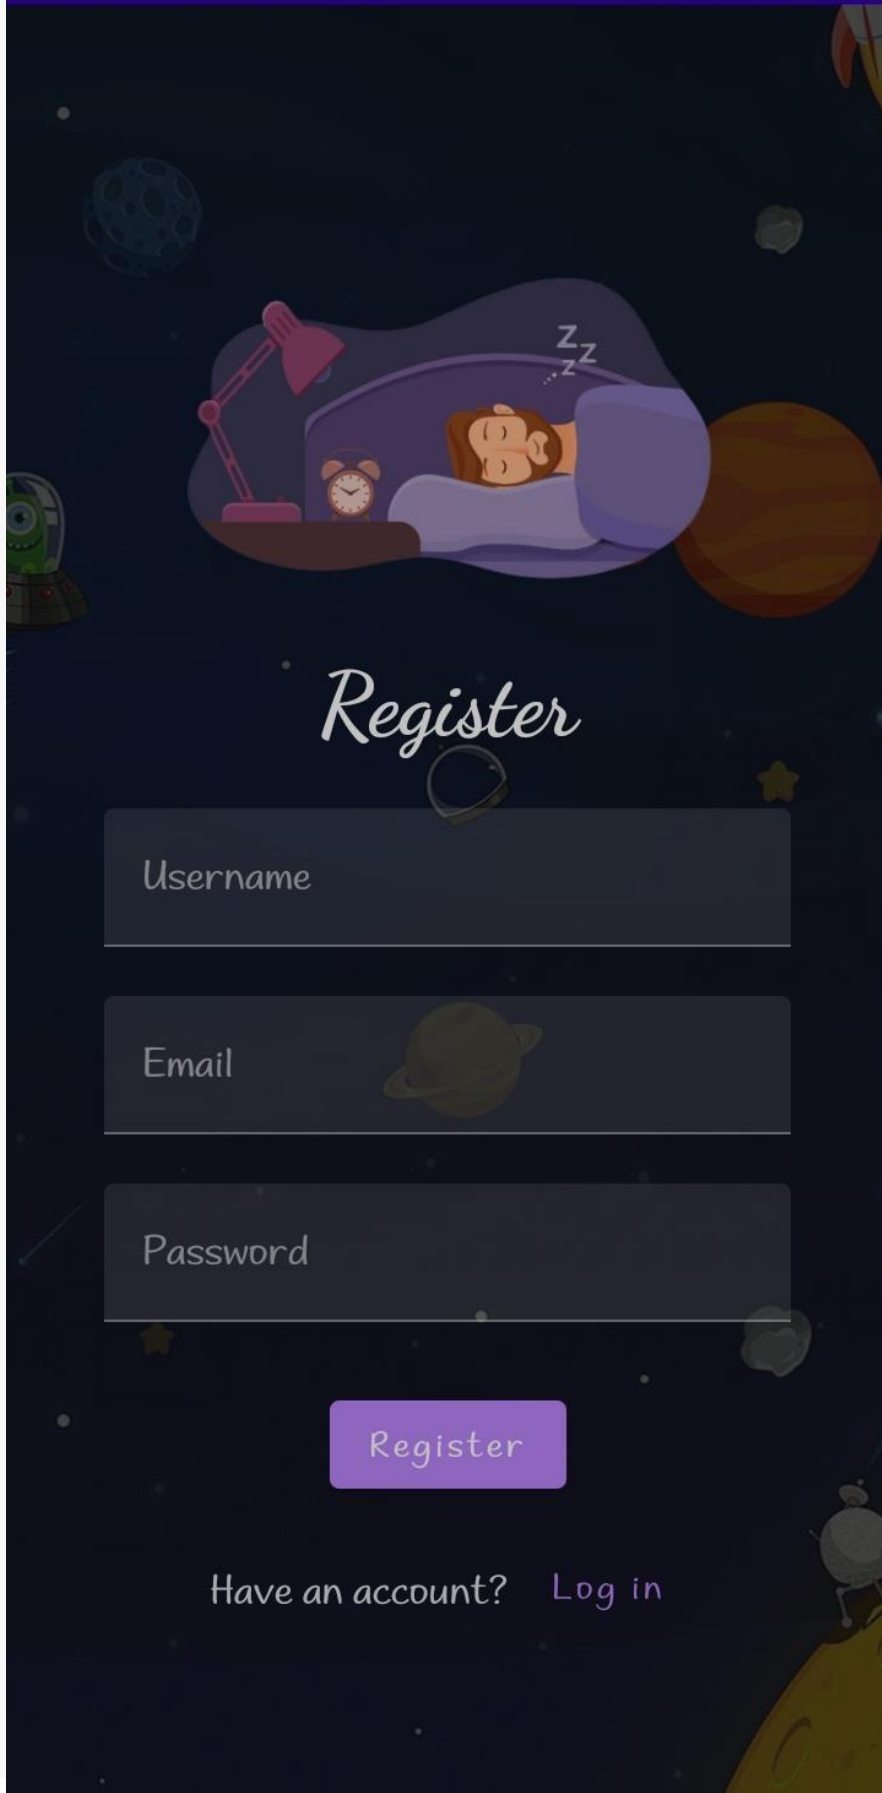 Z
Z
Z
Register
Username
Email
Password
Register
Have an account? Log in